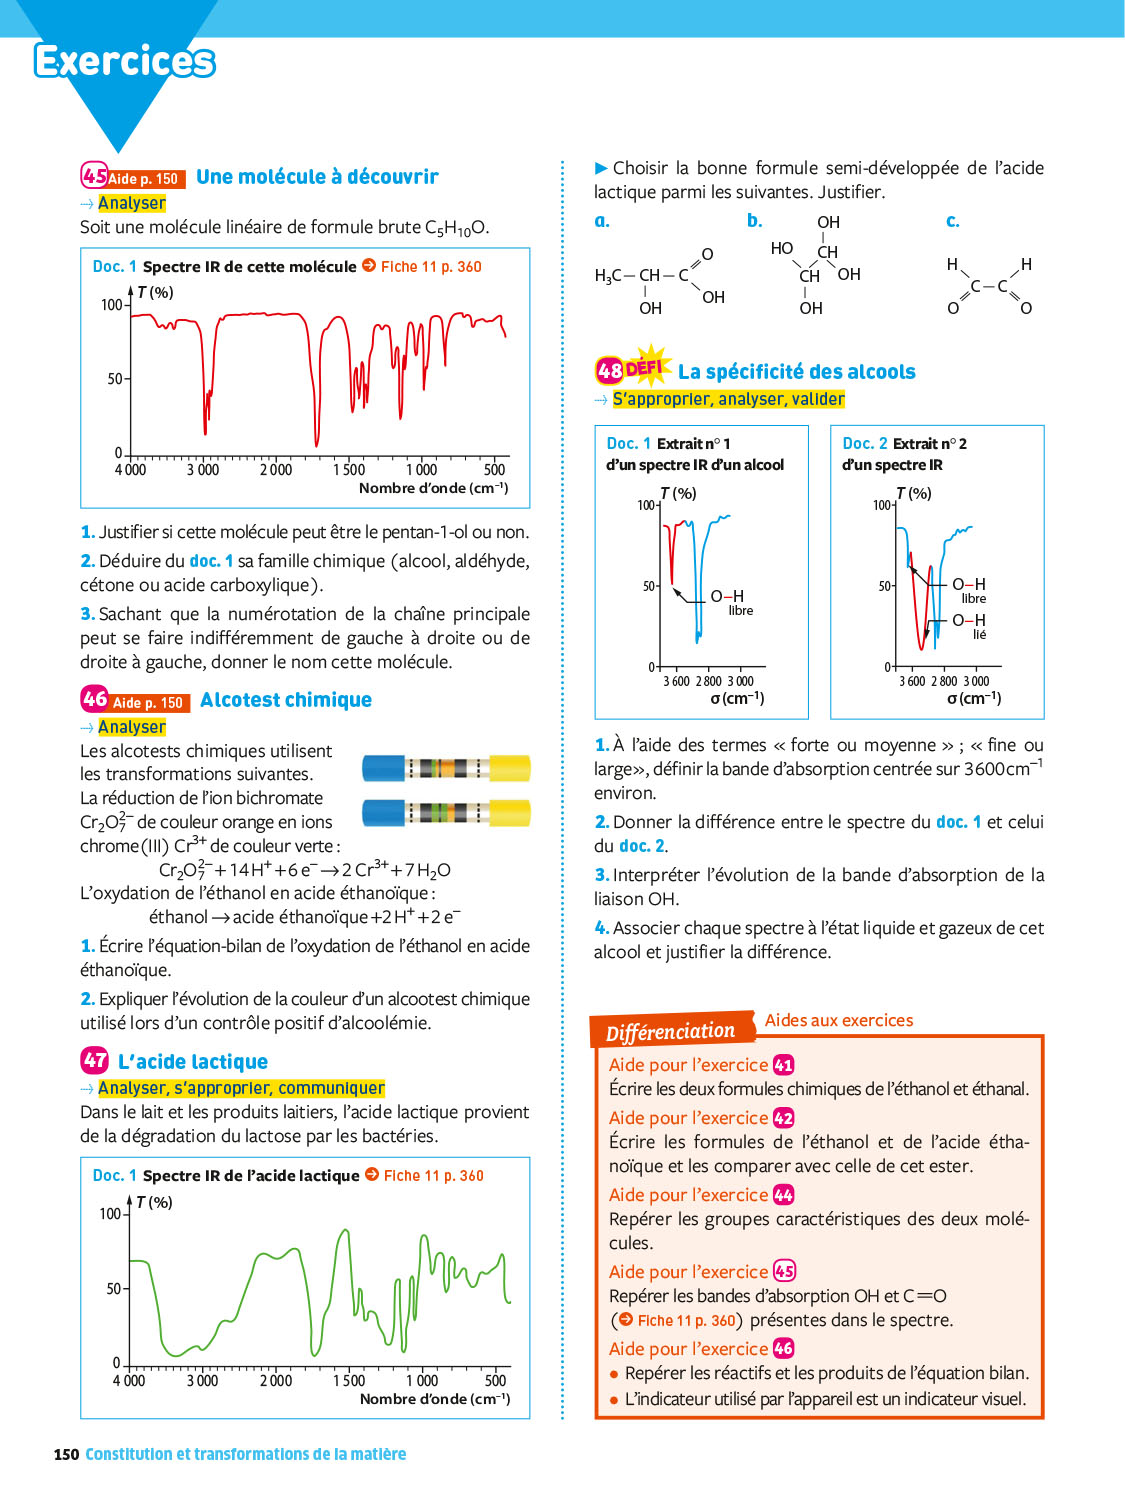 Exercices
45 Aide p. 150 Une molécule à découvrir
→ Analyser
Soit une molécule linéaire de formule brute C₅H₁₀O.
Doc. 1 Spectre IR de cette molécule → Fiche 11 p. 360
T (%)
100
50
0
4 000 3 000 2 000 1 500 1 000 500
Nombre d’onde (cm⁻¹)
1. Justifier si cette molécule peut être le pentan-1-ol ou non.
2. Déduire du doc. 1 sa famille chimique (alcool, aldéhyde,
cétone ou acide carboxylique).
3. Sachant que la numérotation de la chaîne principale
peut se faire indifféremment de gauche à droite ou de
droite à gauche, donner le nom cette molécule.
46 Aide p. 150 Alcotest chimique
→ Analyser
Les alcotests chimiques utilisent
les transformations suivantes.
La réduction de l’ion bichromate
Cr₂O₇²⁻ de couleur orange en ions
chrome (III) Cr³⁺ de couleur verte :
Cr₂O₇²⁻ + 14 H⁺ + 6 e⁻ → 2 Cr³⁺ + 7 H₂O
L’oxydation de l’éthanol en acide éthanoïque :
éthanol → acide éthanoïque + 2 H⁺ + 2 e⁻
1. Écrire l’équation-bilan de l’oxydation de l’éthanol en acide
éthanoïque.
2. Expliquer l’évolution de la couleur d’un alcootest chimique
utilisé lors d’un contrôle positif d’alcoolémie.
47 L’acide lactique
→ Analyser, s’approprier, communiquer
Dans le lait et les produits laitiers, l’acide lactique provient
de la dégradation du lactose par les bactéries.
Doc. 1 Spectre IR de l’acide lactique → Fiche 11 p. 360
T (%)
100
50
0
4 000 3 000 2 000 1 500 1 000 500
Nombre d’onde (cm⁻¹)
► Choisir la bonne formule semi-développée de l’acide
lactique parmi les suivantes. Justifier.
a. b. c.
H₃C – CH – C
O
OH
OH
OH
HO CH
CH OH
OH
H H
C – C
O O
48 DÉFI La spécificité des alcools
→ S’approprier, analyser, valider
Doc. 1 Extrait n° 1
d’un spectre IR d’un alcool
T (%)
100
50
0
O–H
libre
3 600 2 800 3 000
σ (cm⁻¹)
Doc. 2 Extrait n° 2
d’un spectre IR
T (%)
100
50
0
O–H
libre
O–H
lié
3 600 2 800 3 000
σ (cm⁻¹)
1. À l’aide des termes « forte ou moyenne » ; « fine ou
large», définir la bande d’absorption centrée sur 3600 cm⁻¹
environ.
2. Donner la différence entre le spectre du doc. 1 et celui
du doc. 2.
3. Interpréter l’évolution de la bande d’absorption de la
liaison OH.
4. Associer chaque spectre à l’état liquide et gazeux de cet
alcool et justifier la différence.
Différenciation Aides aux exercices
Aide pour l’exercice 41
Écrire les deux formules chimiques de l’éthanol et éthanal.
Aide pour l’exercice 42
Écrire les formules de l’éthanol et de l’acide étha-
noïque et les comparer avec celle de cet ester.
Aide pour l’exercice 44
Repérer les groupes caractéristiques des deux molé-
cules.
Aide pour l’exercice 45
Repérer les bandes d’absorption OH et C=O
(→ Fiche 11 p. 360) présentes dans le spectre.
Aide pour l’exercice 46
• Repérer les réactifs et les produits de l’équation bilan.
• L’indicateur utilisé par l’appareil est un indicateur visuel.
150 Constitution et transformations de la matière